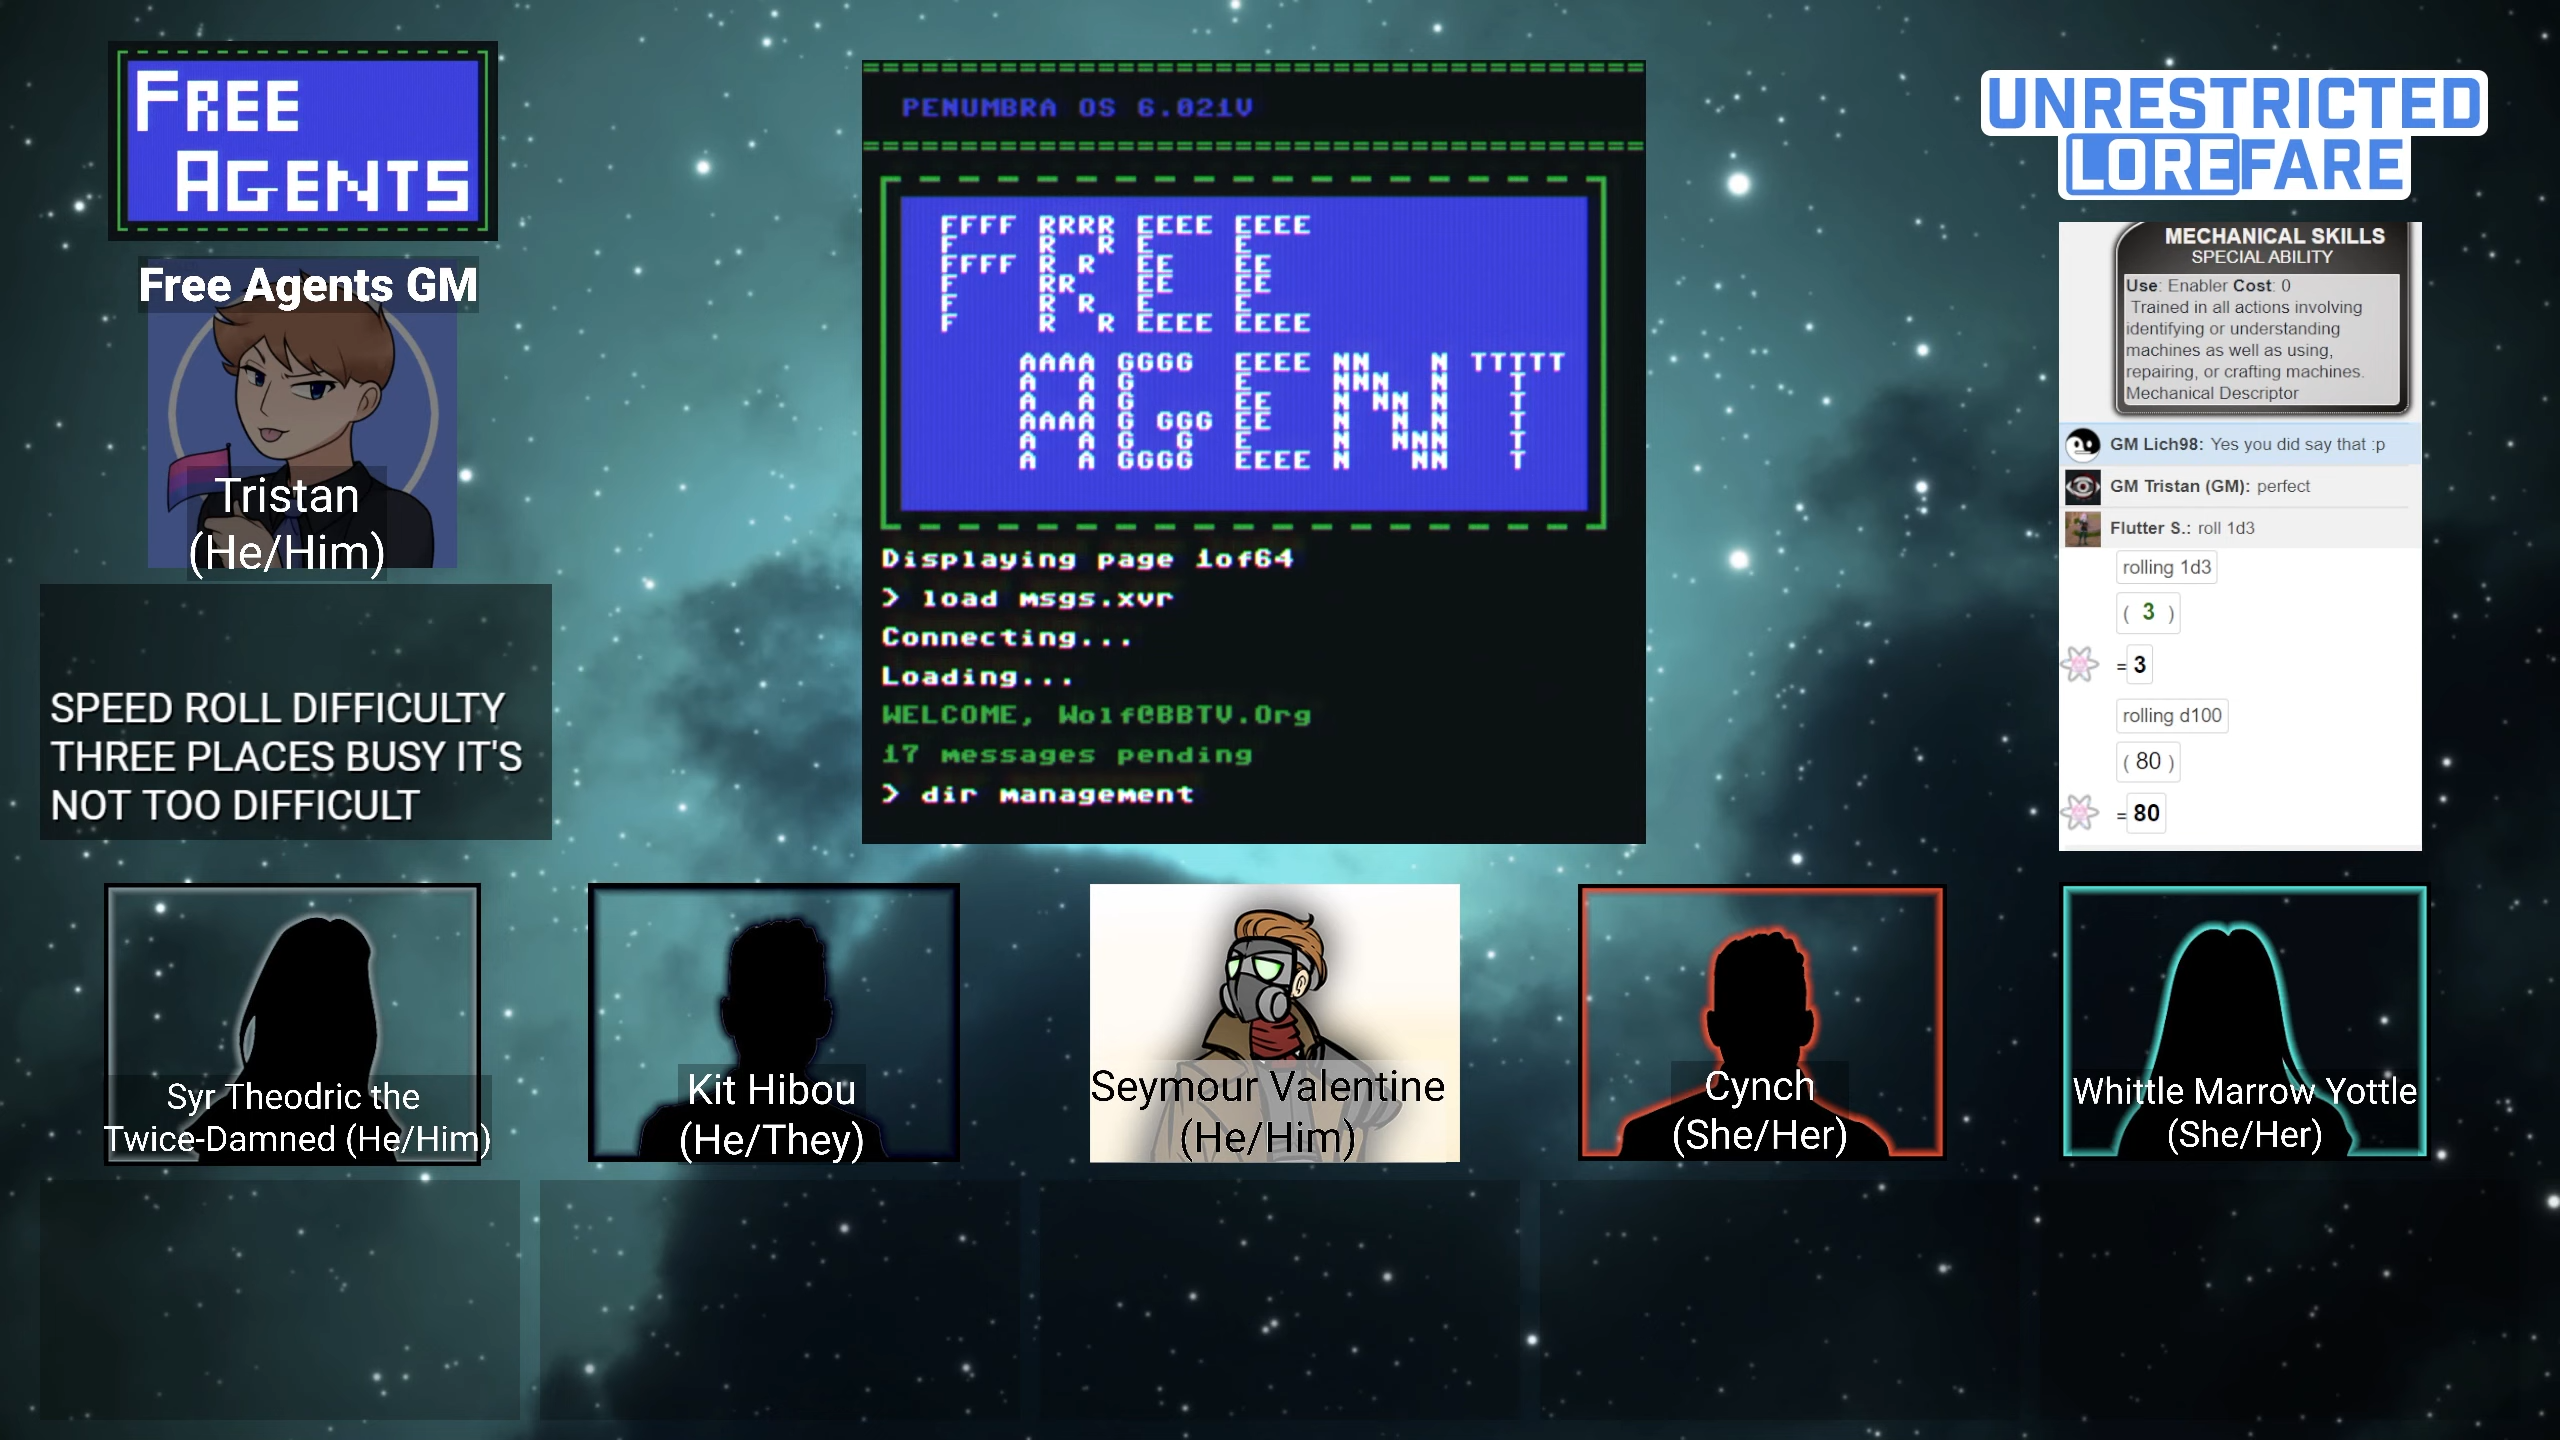 FREE
AGENTS
Free Agents GM
Tristan
(He/Him)
SPEED ROLL DIFFICULTY
THREE PLACES BUSY IT'S
NOT TOO DIFFICULT
PENUMBRA OS 6.021V
FREE
AGENT
Displaying page 1of64
> load msgs.xvr
Connecting...
Loading...
WELCOME, Wolf@BBTV.Org
17 messages pending
> dir management
UNRESTRICTED
LOREFARE
MECHANICAL SKILLS
SPECIAL ABILITY
Use: Enabler Cost: 0
Trained in all actions involving
identifying or understanding
machines as well as using,
repairing, or crafting machines.
Mechanical Descriptor
GM Lich98: Yes you did say that :p
GM Tristan (GM): perfect
Flutter S.: roll 1d3
rolling 1d3
( 3 )
=3
rolling d100
( 80 )
=80
Syr Theodric the
Twice-Damned (He/Him)
Kit Hibou
(He/They)
Seymour Valentine
(He/Him)
Cynch
(She/Her)
Whittle Marrow Yottle
(She/Her)